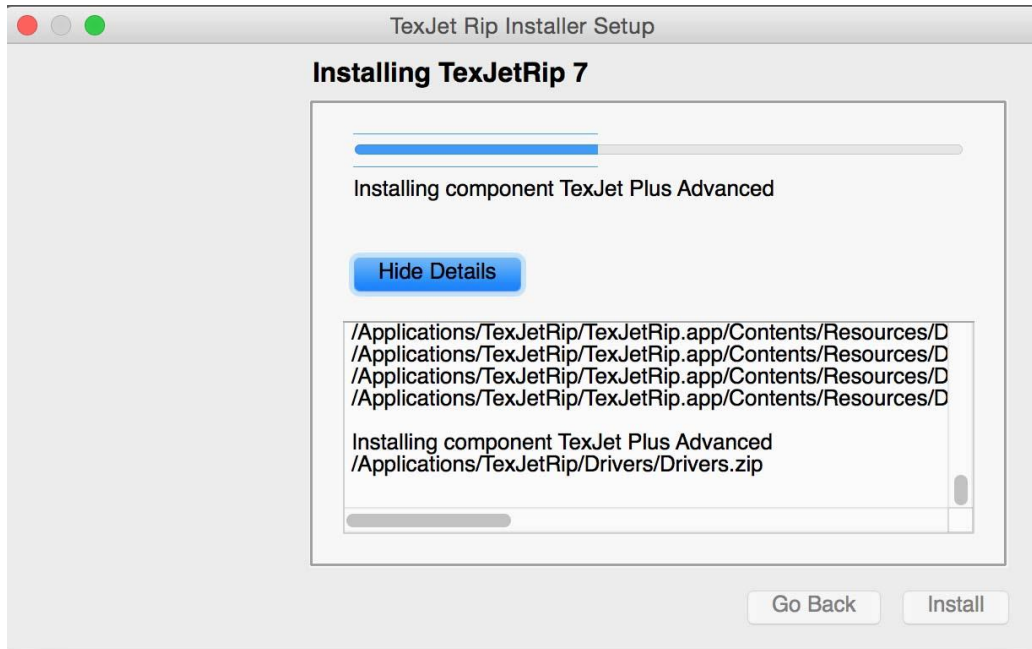 TexJet Rip Installer Setup
Installing TexJetRip 7
Installing component TexJet Plus Advanced
Hide Details
/Applications/TexJetRip/TexJetRip.app/Contents/Resources/D
/Applications/TexJetRip/TexJetRip.app/Contents/Resources/D
/Applications/TexJetRip/TexJetRip.app/Contents/Resources/D
/Applications/TexJetRip/TexJetRip.app/Contents/Resources/D
Installing component TexJet Plus Advanced
/Applications/TexJetRip/Drivers/Drivers.zip
Go Back
Install